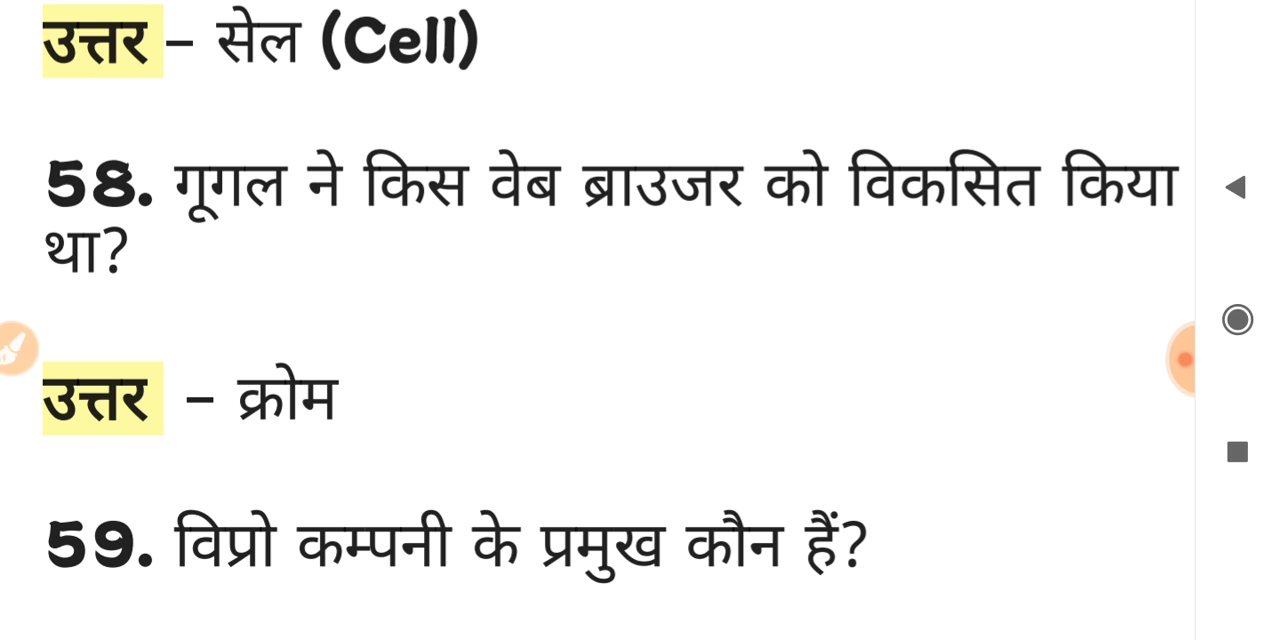 उत्तर – सेल (Cell)
58. गूगल ने किस वेब ब्राउजर को विकसित किया
था?
उत्तर – क्रोम
59. विप्रो कम्पनी के प्रमुख कौन हैं?